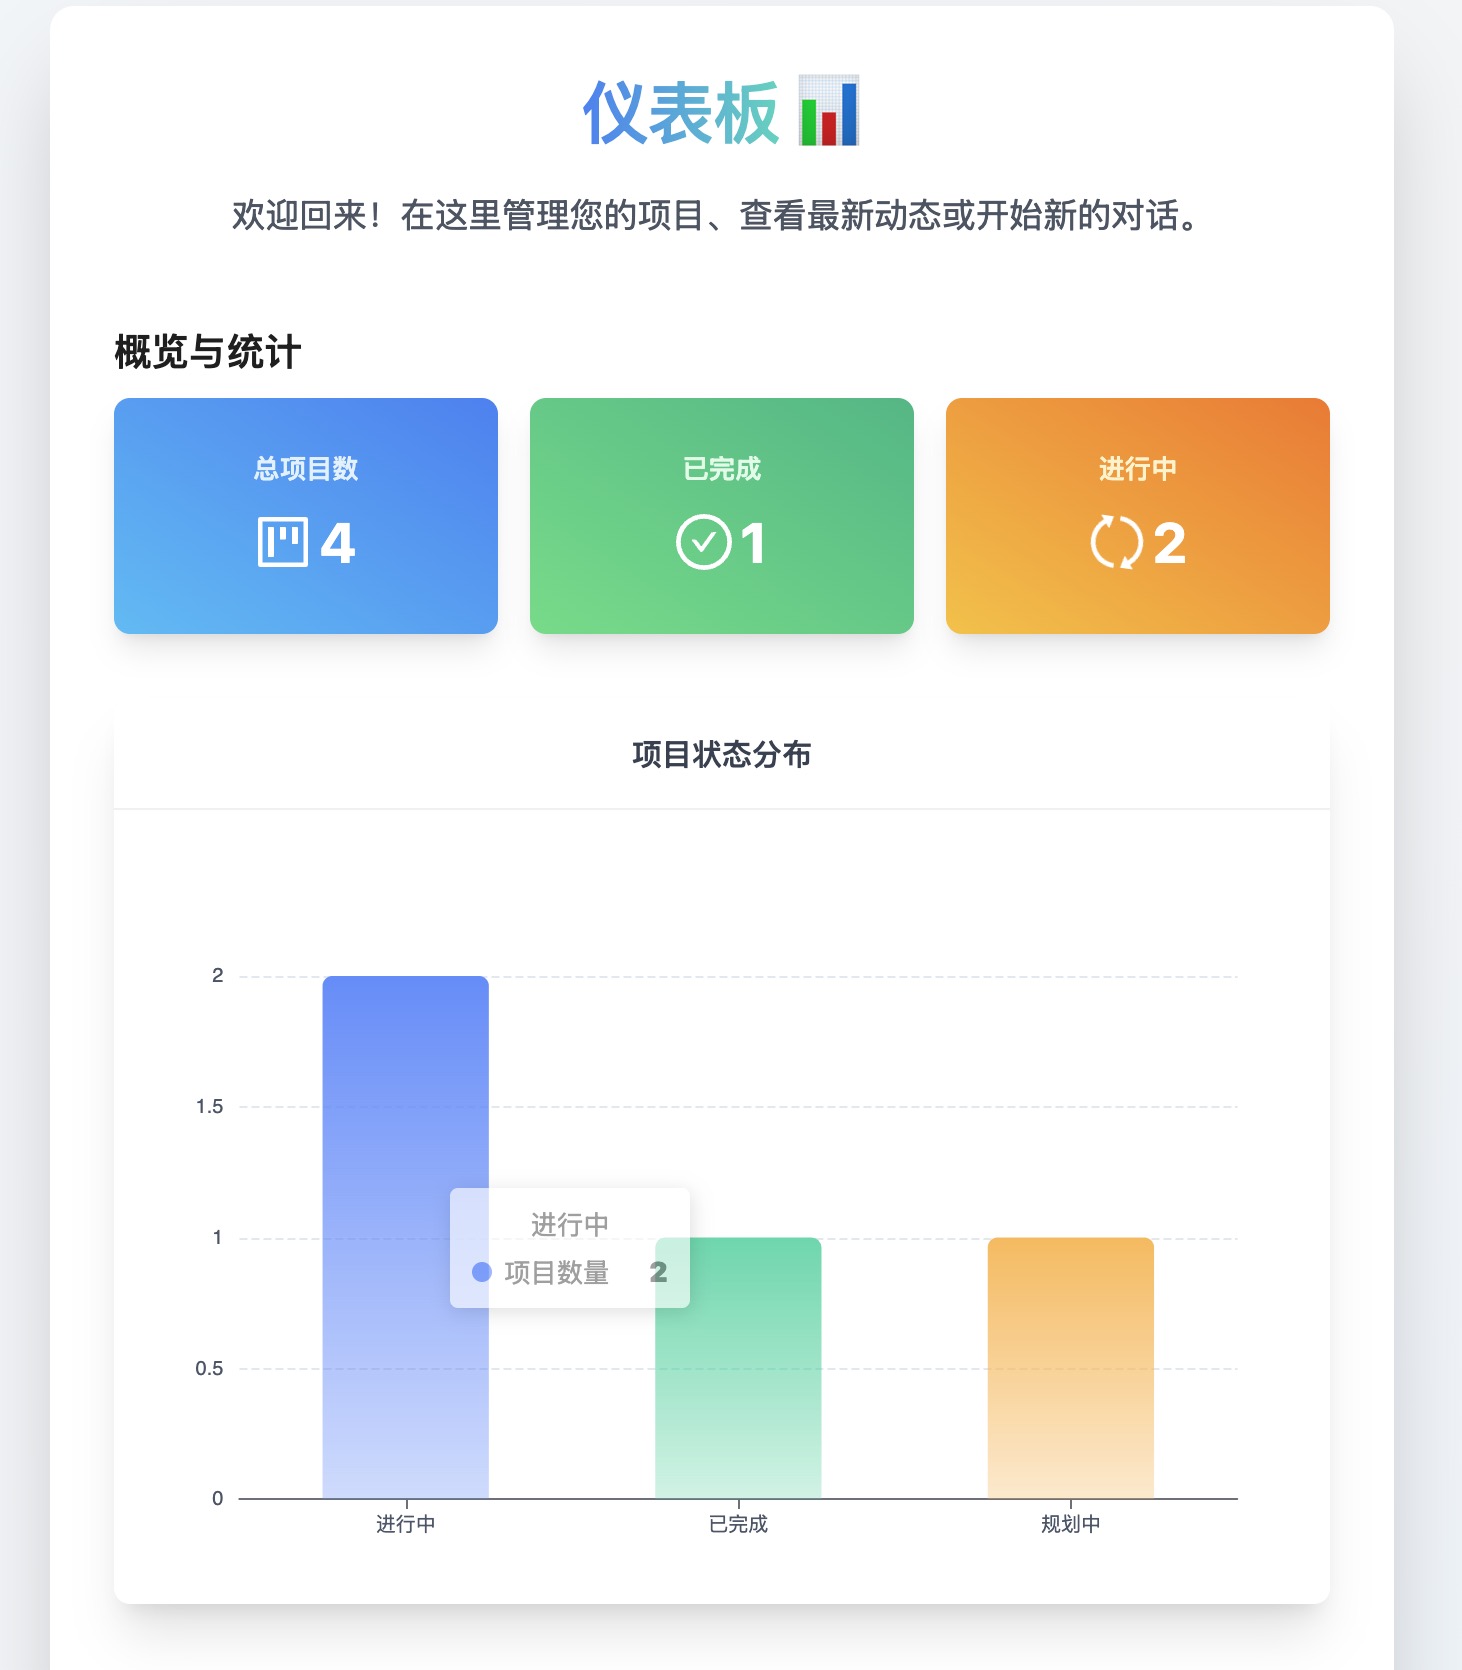 仪表板 📊
欢迎回来！在这里管理您的项目、查看最新动态或开始新的对话。
概览与统计
总项目数
4
已完成
1
进行中
2
项目状态分布
2
1.5
1
0.5
0
进行中
项目数量 2
进行中
已完成
规划中